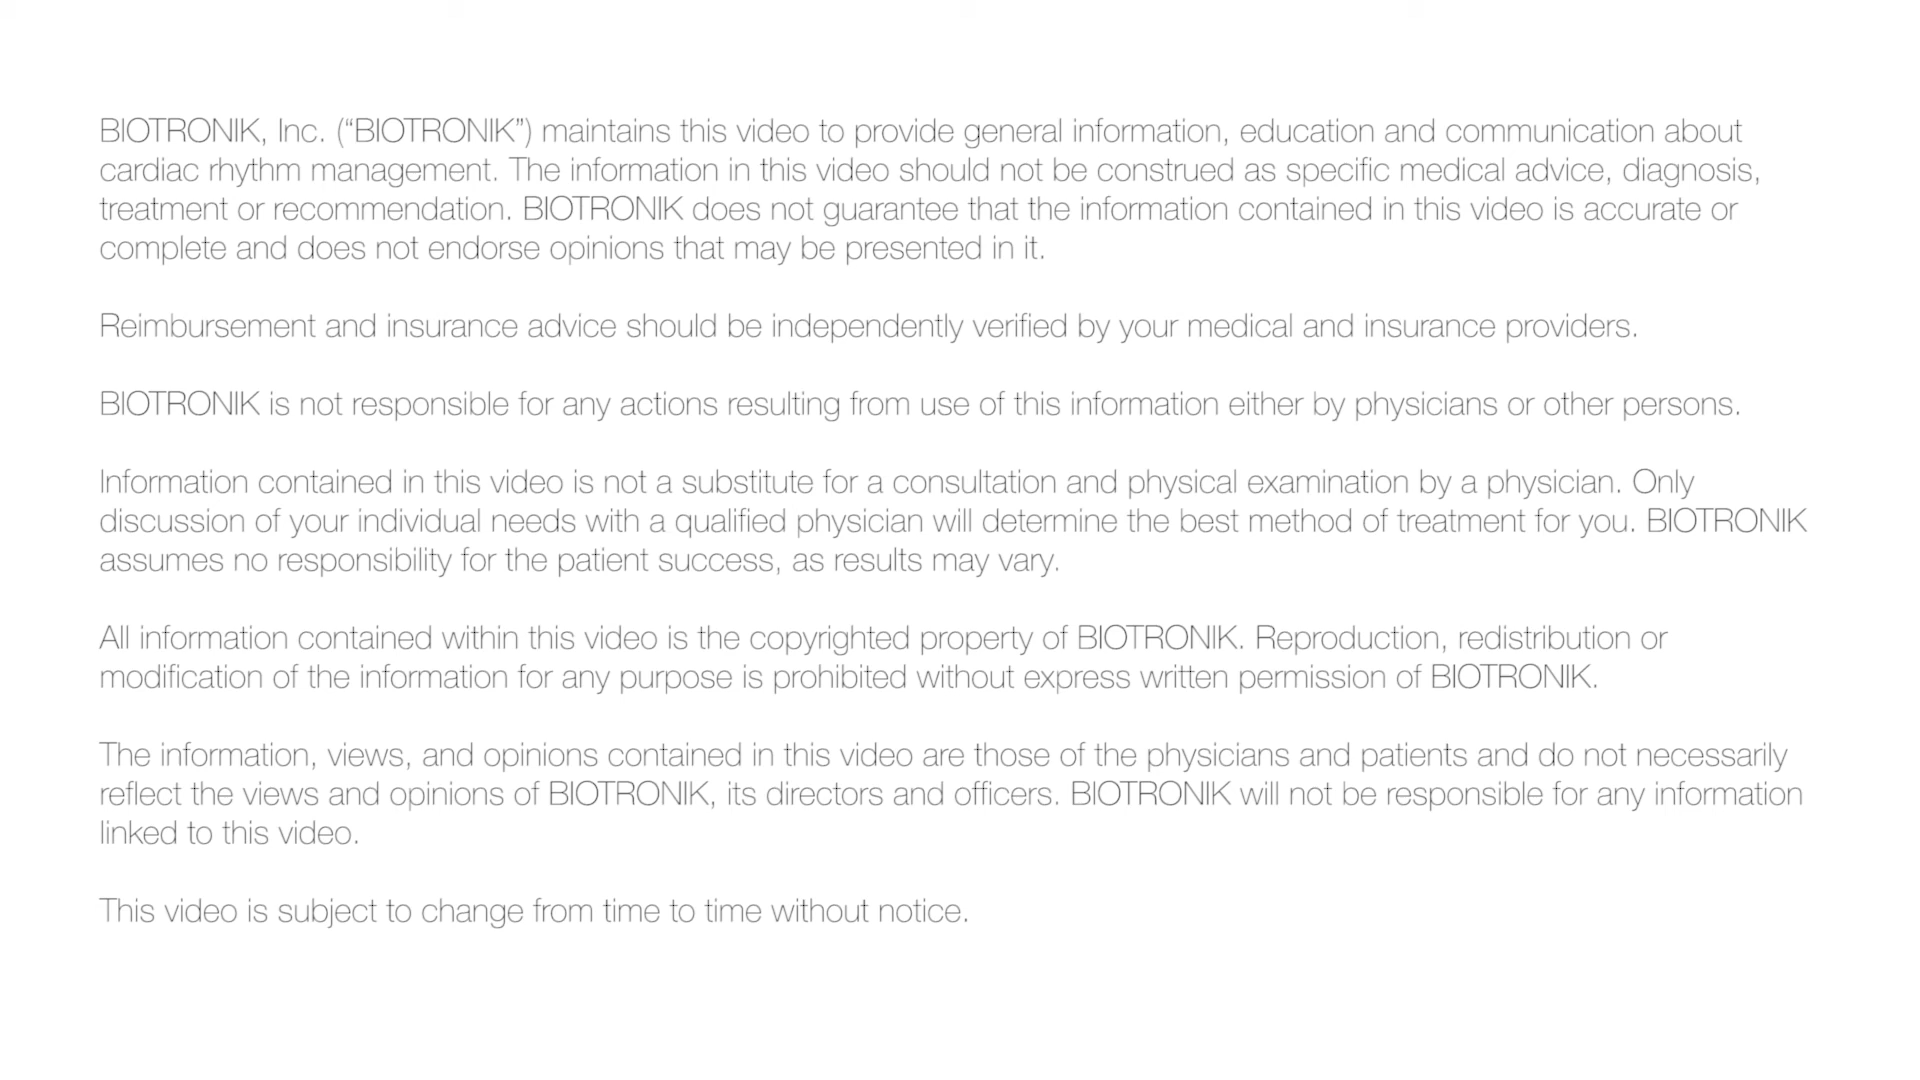 BIOTRONIK, Inc. (“BIOTRONIK”) maintains this video to provide general information, education and communication about
cardiac rhythm management. The information in this video should not be construed as specific medical advice, diagnosis,
treatment or recommendation. BIOTRONIK does not guarantee that the information contained in this video is accurate or
complete and does not endorse opinions that may be presented in it.
Reimbursement and insurance advice should be independently verified by your medical and insurance providers.
BIOTRONIK is not responsible for any actions resulting from use of this information either by physicians or other persons.
Information contained in this video is not a substitute for a consultation and physical examination by a physician. Only
discussion of your individual needs with a qualified physician will determine the best method of treatment for you. BIOTRONIK
assumes no responsibility for the patient success, as results may vary.
All information contained within this video is the copyrighted property of BIOTRONIK. Reproduction, redistribution or
modification of the information for any purpose is prohibited without express written permission of BIOTRONIK.
The information, views, and opinions contained in this video are those of the physicians and patients and do not necessarily
reflect the views and opinions of BIOTRONIK, its directors and officers. BIOTRONIK will not be responsible for any information
linked to this video.
This video is subject to change from time to time without notice.